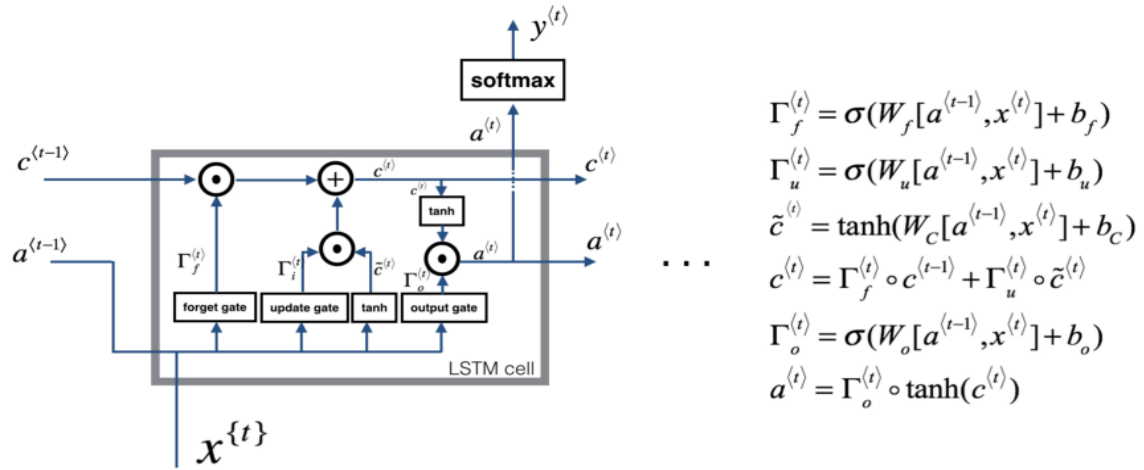 y⟨t⟩
softmax
a⟨t⟩
c⟨t-1⟩
c⟨t⟩
c⟨t⟩
c⟨t⟩
tanh
a⟨t-1⟩
Γf⟨t⟩
Γi⟨t⟩
c̃⟨t⟩
Γo⟨t⟩
a⟨t⟩
a⟨t⟩
...
forget gate
update gate
tanh
output gate
LSTM cell
x{t}
Γf⟨t⟩ = σ(Wf[a⟨t-1⟩, x⟨t⟩] + bf)
Γu⟨t⟩ = σ(Wu[a⟨t-1⟩, x⟨t⟩] + bu)
c̃⟨t⟩ = tanh(WC[a⟨t-1⟩, x⟨t⟩] + bC)
c⟨t⟩ = Γf⟨t⟩ ∘ c⟨t-1⟩ + Γu⟨t⟩ ∘ c̃⟨t⟩
Γo⟨t⟩ = σ(Wo[a⟨t-1⟩, x⟨t⟩] + bo)
a⟨t⟩ = Γo⟨t⟩ ∘ tanh(c⟨t⟩)